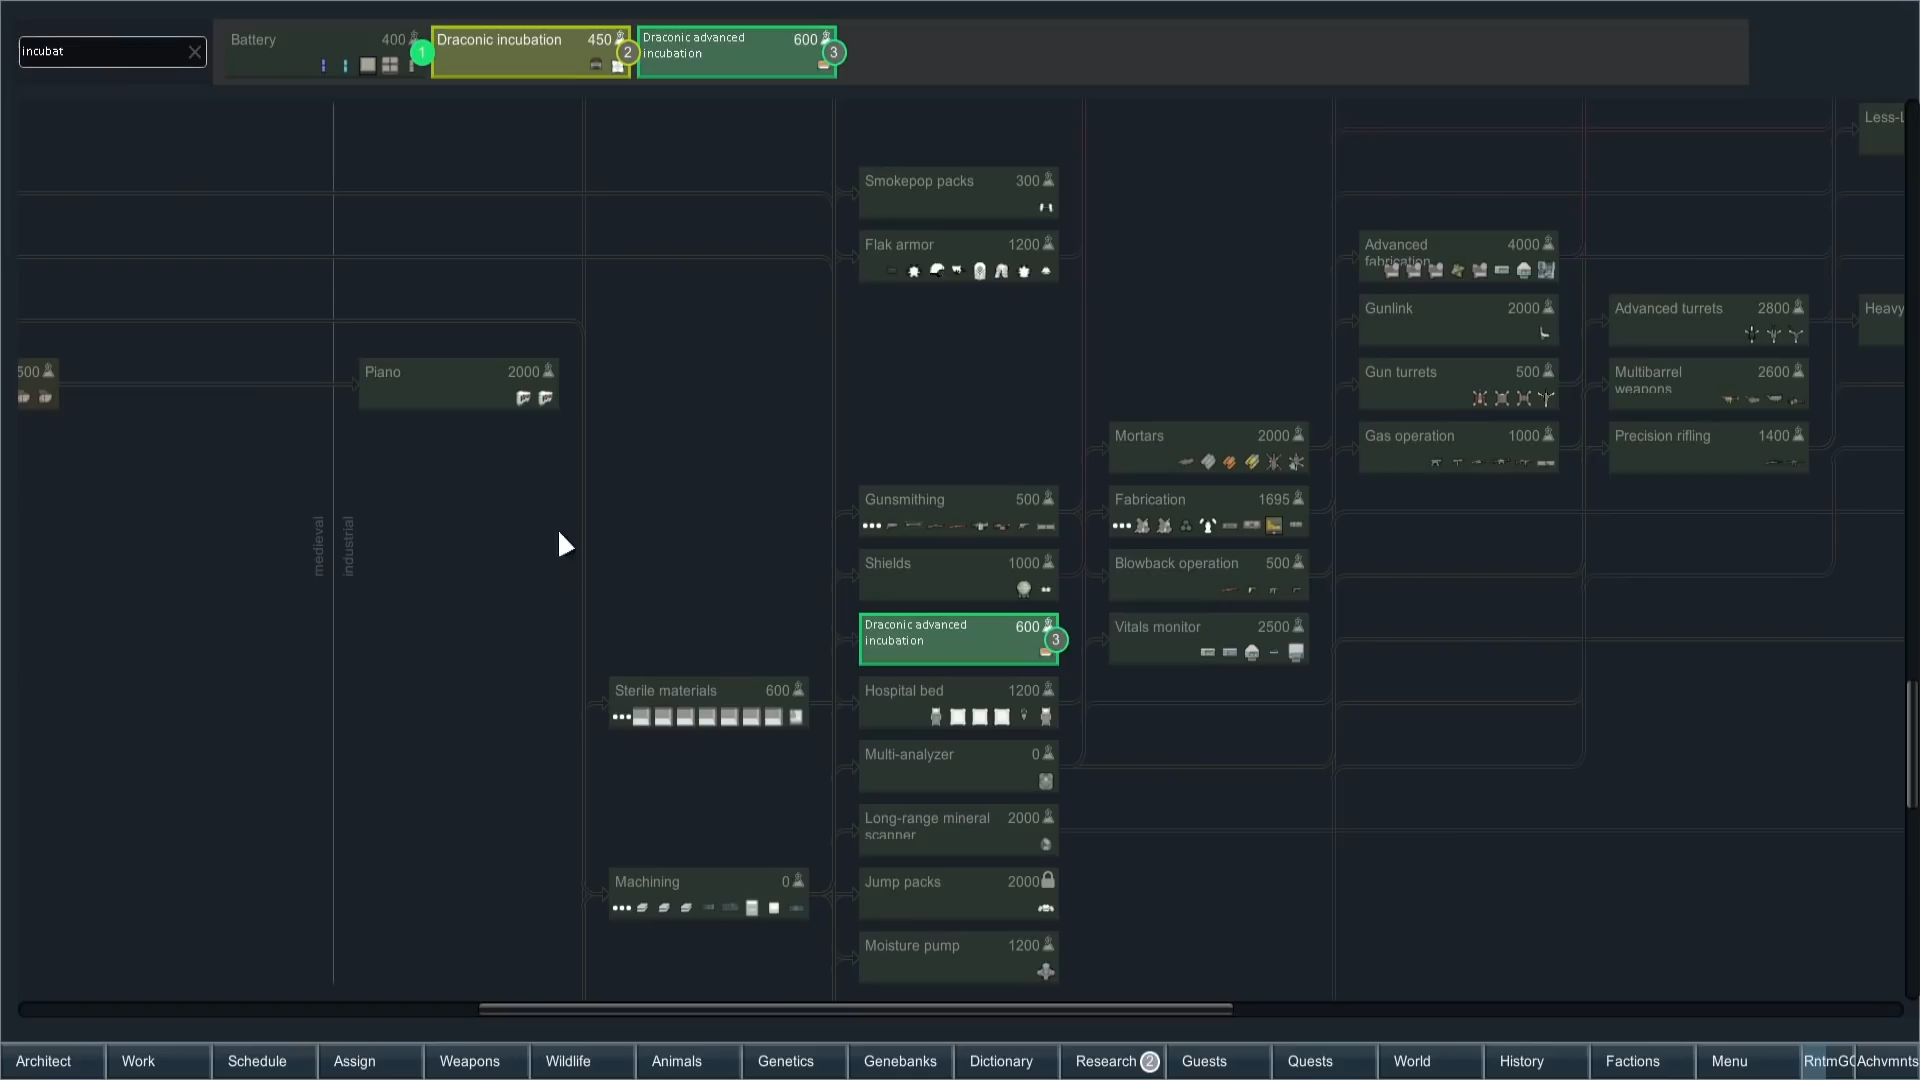 incubat
Battery 400
1
Draconic incubation 450
2
Draconic advanced 600
incubation
3
Less-L
Smokepop packs 300
Flak armor 1200
Advanced 4000
fabrication
Gunlink 2000
Advanced turrets 2800
Heavy
500
Piano 2000
Gun turrets 500
Multibarrel 2600
weapons
Mortars 2000
Gas operation 1000
Precision rifling 1400
Gunsmithing 500
Fabrication 1695
medieval
industrial
Shields 1000
Blowback operation 500
Draconic advanced 600
incubation
3
Vitals monitor 2500
Sterile materials 600
Hospital bed 1200
Multi-analyzer 0
Long-range mineral 2000
scanner
Machining 0
Jump packs 2000
Moisture pump 1200
Architect Work Schedule Assign Weapons Wildlife Animals Genetics Genebanks Dictionary Research 2 Guests Quests World History Factions Menu RntmGC Achvmnts